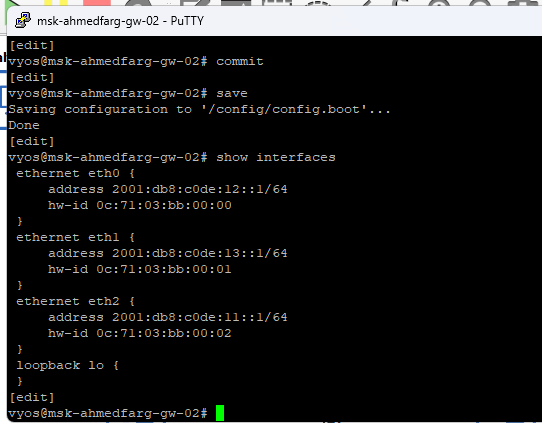 msk-ahmedfarg-gw-02 - PuTTY
[edit]
vyos@msk-ahmedfarg-gw-02# commit
[edit]
vyos@msk-ahmedfarg-gw-02# save
Saving configuration to '/config/config.boot'...
Done
[edit]
vyos@msk-ahmedfarg-gw-02# show interfaces
 ethernet eth0 {
     address 2001:db8:c0de:12::1/64
     hw-id 0c:71:03:bb:00:00
 }
 ethernet eth1 {
     address 2001:db8:c0de:13::1/64
     hw-id 0c:71:03:bb:00:01
 }
 ethernet eth2 {
     address 2001:db8:c0de:11::1/64
     hw-id 0c:71:03:bb:00:02
 }
 loopback lo {
 }
[edit]
vyos@msk-ahmedfarg-gw-02#